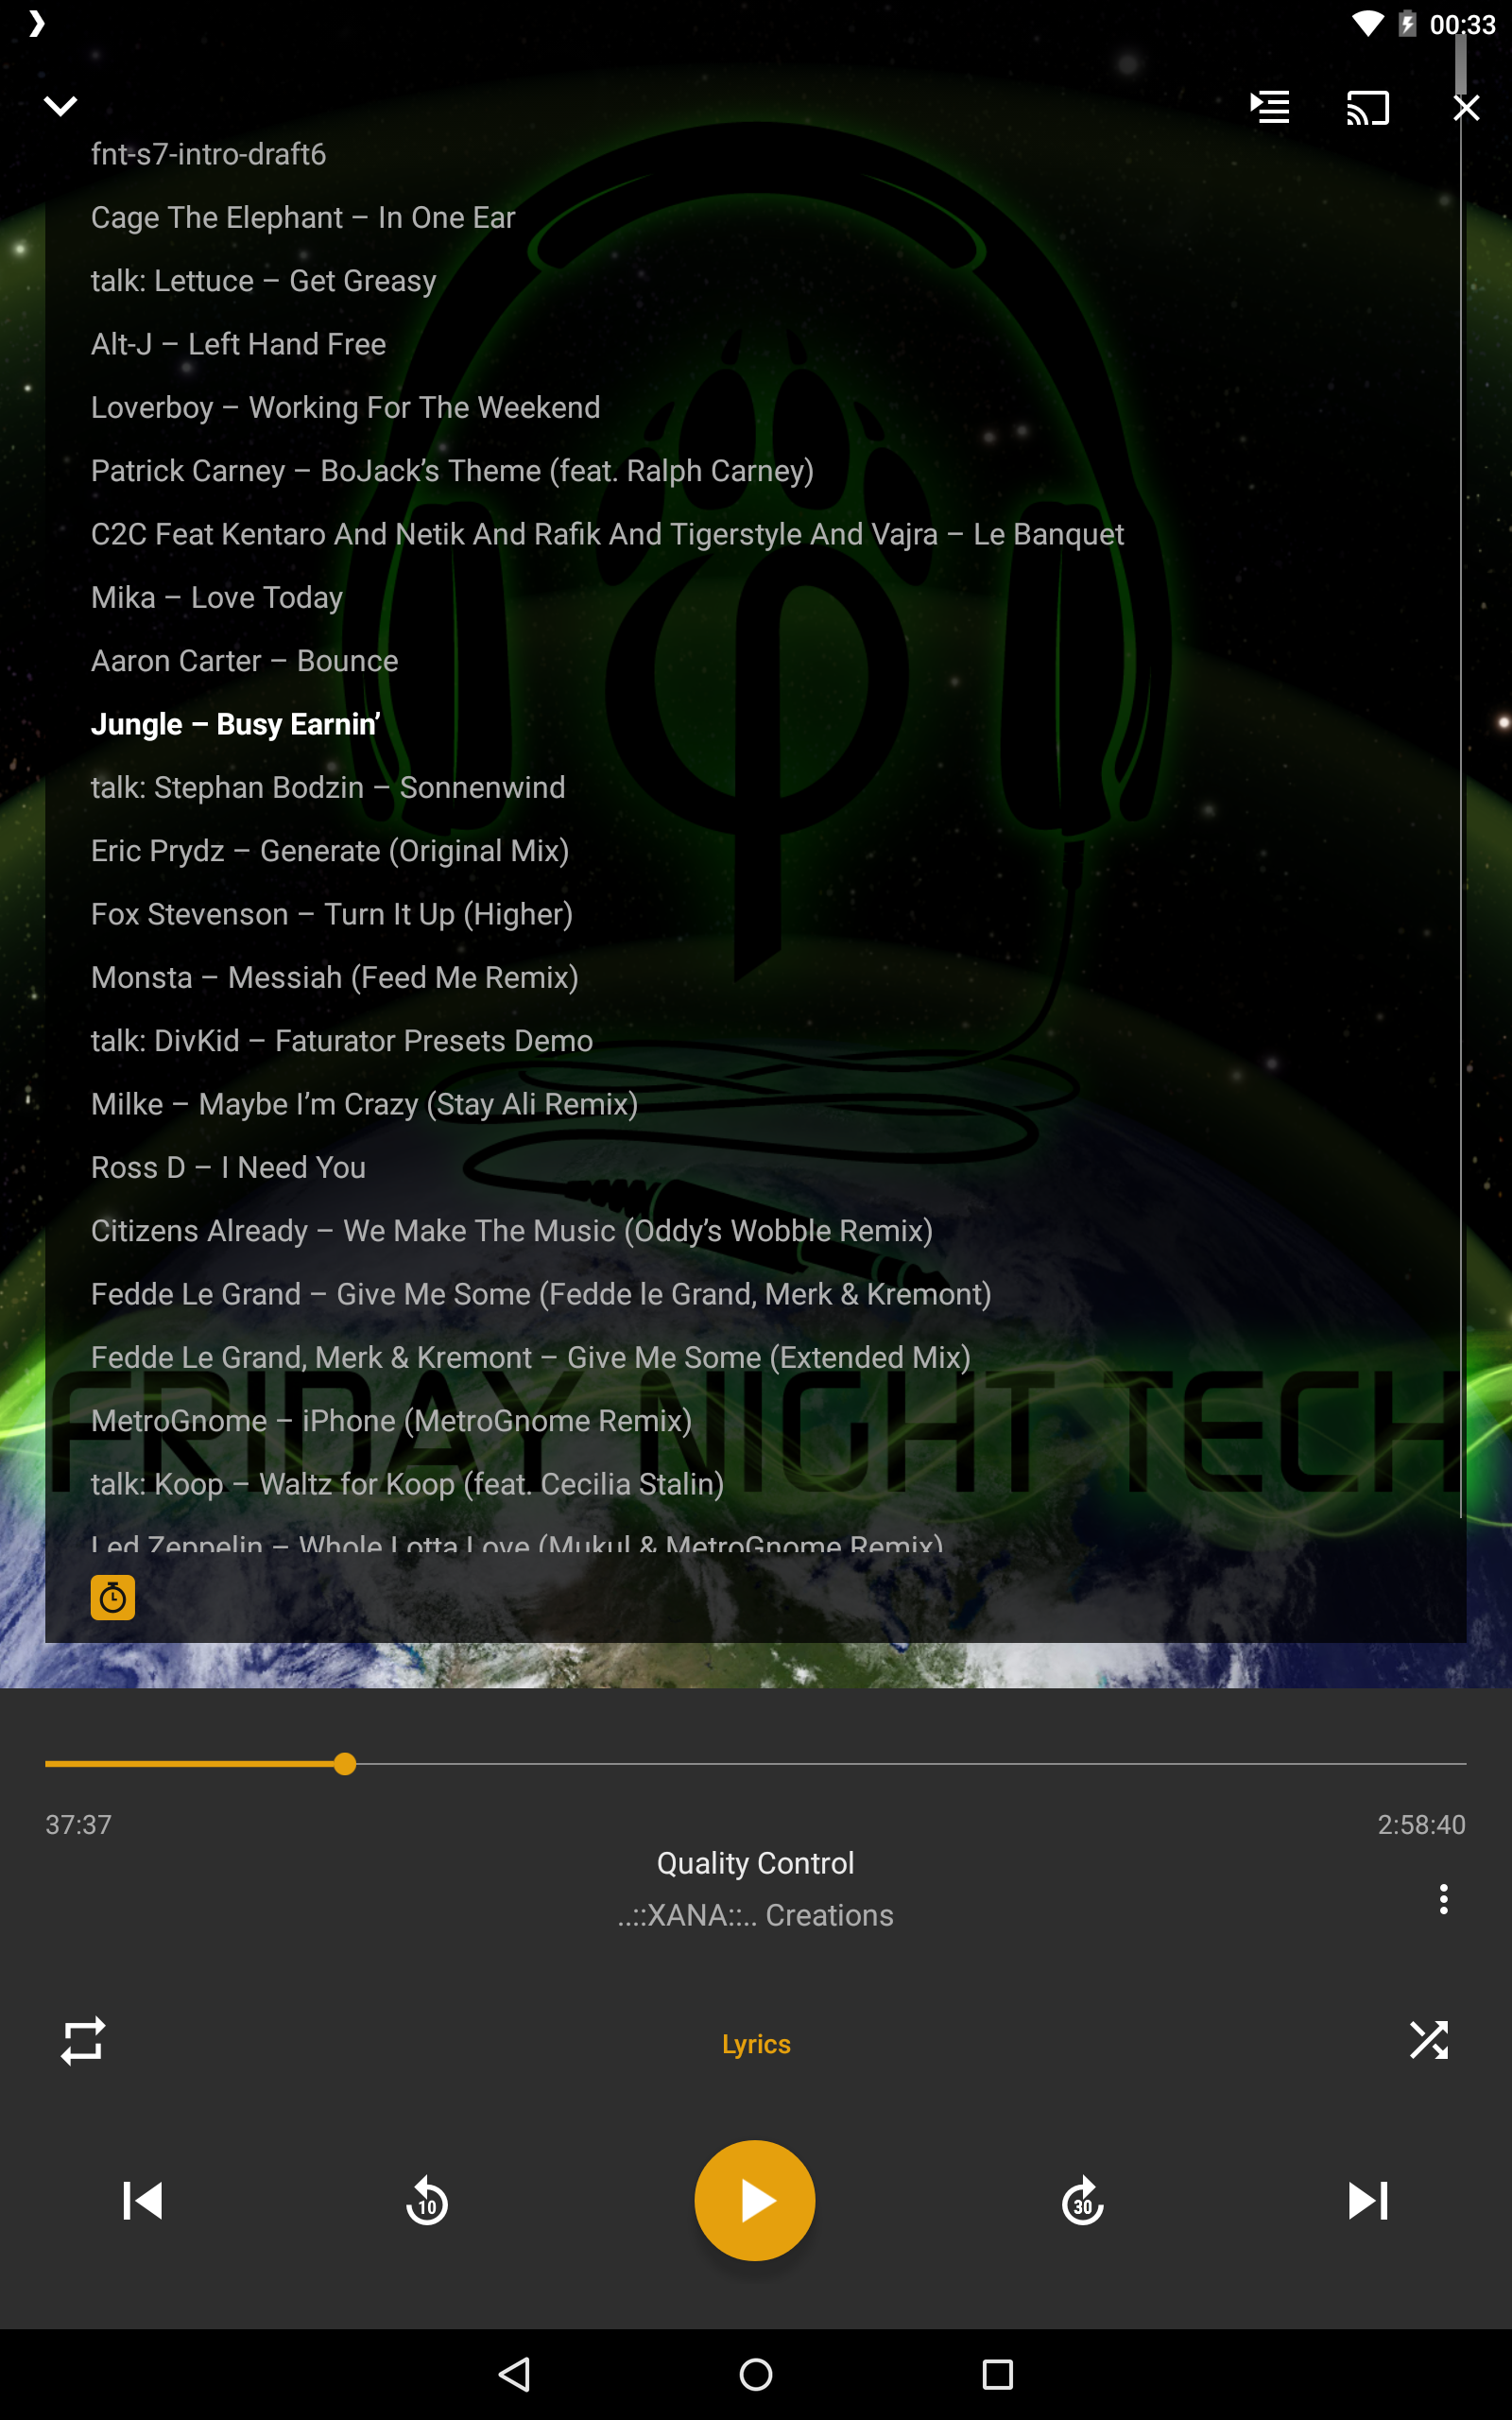 00:33
fnt-s7-intro-draft6
Cage The Elephant – In One Ear
talk: Lettuce – Get Greasy
Alt-J – Left Hand Free
Loverboy – Working For The Weekend
Patrick Carney – BoJack’s Theme (feat. Ralph Carney)
C2C Feat Kentaro And Netik And Rafik And Tigerstyle And Vajra – Le Banquet
Mika – Love Today
Aaron Carter – Bounce
Jungle – Busy Earnin’
talk: Stephan Bodzin – Sonnenwind
Eric Prydz – Generate (Original Mix)
Fox Stevenson – Turn It Up (Higher)
Monsta – Messiah (Feed Me Remix)
talk: DivKid – Faturator Presets Demo
Milke – Maybe I’m Crazy (Stay Ali Remix)
Ross D – I Need You
Citizens Already – We Make The Music (Oddy’s Wobble Remix)
Fedde Le Grand – Give Me Some (Fedde le Grand, Merk & Kremont)
Fedde Le Grand, Merk & Kremont – Give Me Some (Extended Mix)
FRIDAY NIGHT TECH
MetroGnome – iPhone (MetroGnome Remix)
talk: Koop – Waltz for Koop (feat. Cecilia Stalin)
Led Zeppelin – Whole Lotta Love (Mukul & MetroGnome Remix)
37:37
2:58:40
Quality Control
..::XANA::.. Creations
Lyrics
10
30